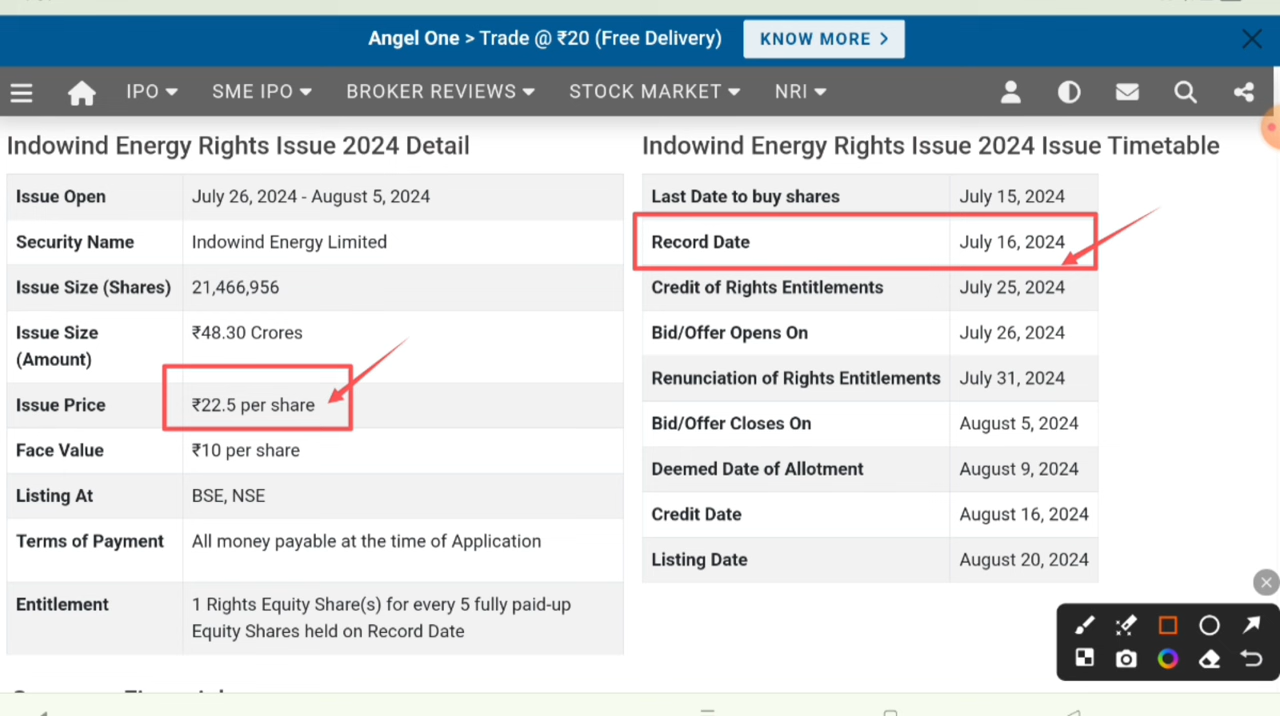 Angel One > Trade @ ₹20 (Free Delivery)
KNOW MORE >
IPO
SME IPO
BROKER REVIEWS
STOCK MARKET
NRI
Indowind Energy Rights Issue 2024 Detail
Issue Open July 26, 2024 - August 5, 2024
Security Name Indowind Energy Limited
Issue Size (Shares) 21,466,956
Issue Size ₹48.30 Crores
(Amount)
Issue Price ₹22.5 per share
Face Value ₹10 per share
Listing At BSE, NSE
Terms of Payment All money payable at the time of Application
Entitlement 1 Rights Equity Share(s) for every 5 fully paid-up
Equity Shares held on Record Date
Indowind Energy Rights Issue 2024 Issue Timetable
Last Date to buy shares July 15, 2024
Record Date July 16, 2024
Credit of Rights Entitlements July 25, 2024
Bid/Offer Opens On July 26, 2024
Renunciation of Rights Entitlements July 31, 2024
Bid/Offer Closes On August 5, 2024
Deemed Date of Allotment August 9, 2024
Credit Date August 16, 2024
Listing Date August 20, 2024